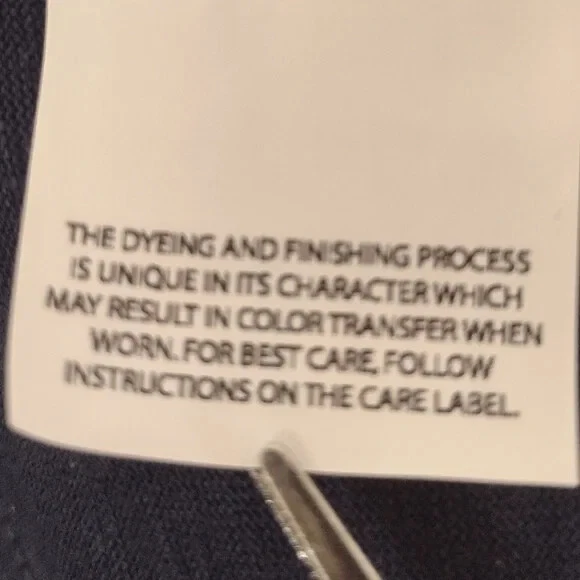 THE DYEING AND FINISHING PROCESS
IS UNIQUE IN ITS CHARACTER WHICH
MAY RESULT IN COLOR TRANSFER WHEN
WORN. FOR BEST CARE, FOLLOW
INSTRUCTIONS ON THE CARE LABEL.